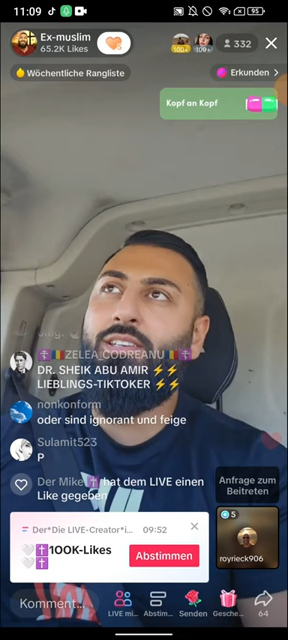 11:09
95
Ex-muslim
65.2K Likes
100+
109+
332
Wöchentliche Rangliste
Erkunden >
Kopf an Kopf
ZELEA_CODREANU
DR. SHEIK ABU AMIR ⚡⚡
LIEBLINGS-TIKTOKER ⚡⚡
nonkonform
oder sind ignorant und feige
Sulamit523
P
Der Mike✝️hat dem LIVE einen
Like gegeben
Anfrage zum
Beitreten
Der*Die LIVE-Creator*i... 09:52
🤍✝️100K-Likes
🤍✝️
Abstimmen
5
royrieck906
Komment...
LIVE mi...
Abstim...
Senden
Gesche...
64